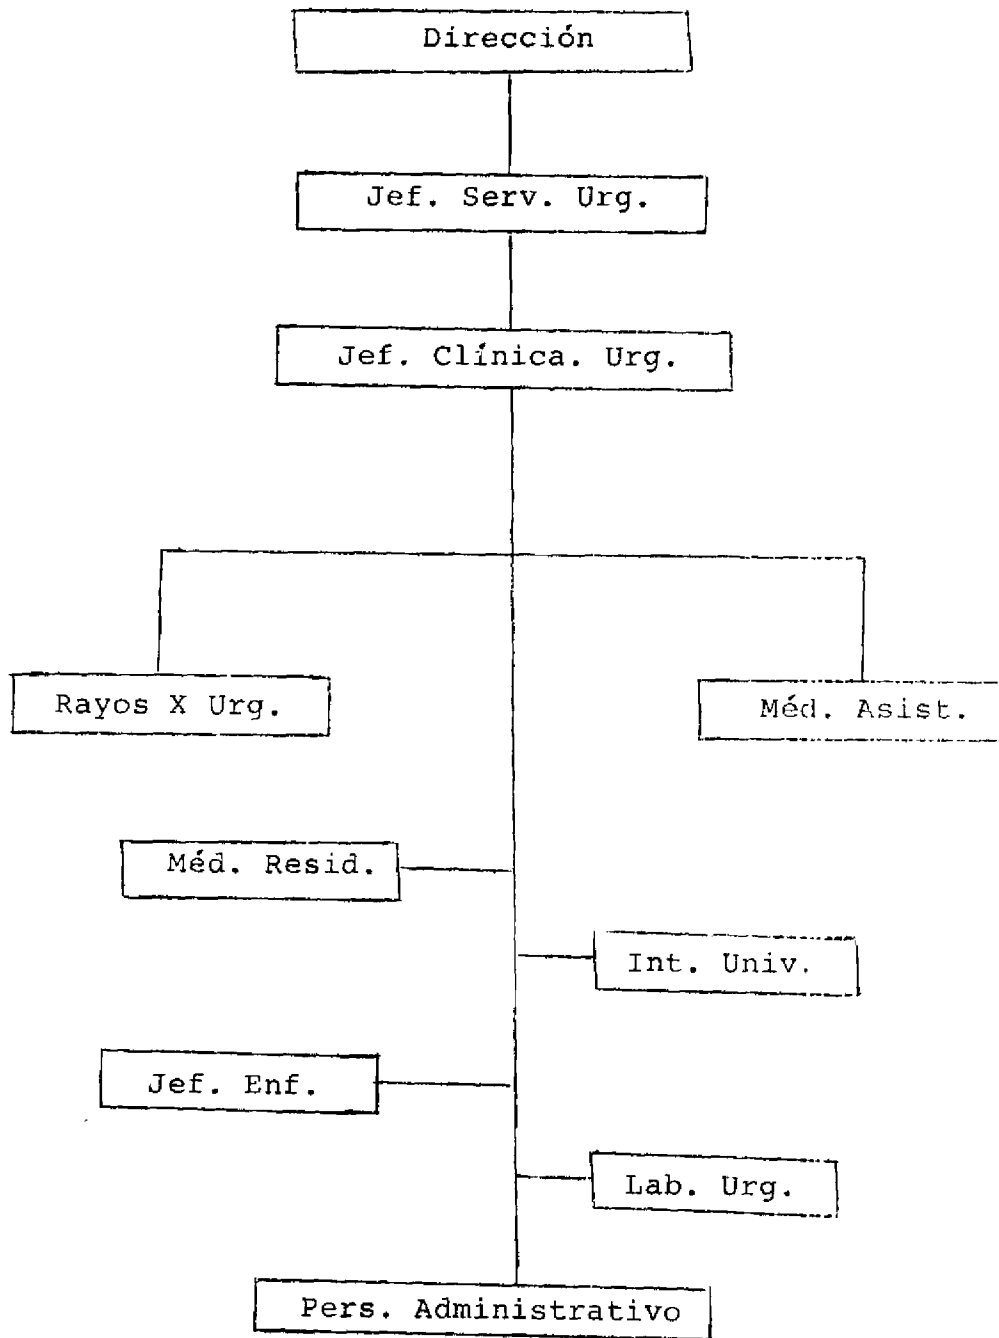 Dirección
Jef. Serv. Urg.
Jef. Clínica. Urg.
Rayos X Urg.
Méd. Asist.
Méd. Resid.
Int. Univ.
Jef. Enf.
Lab. Urg.
Pers. Administrativo